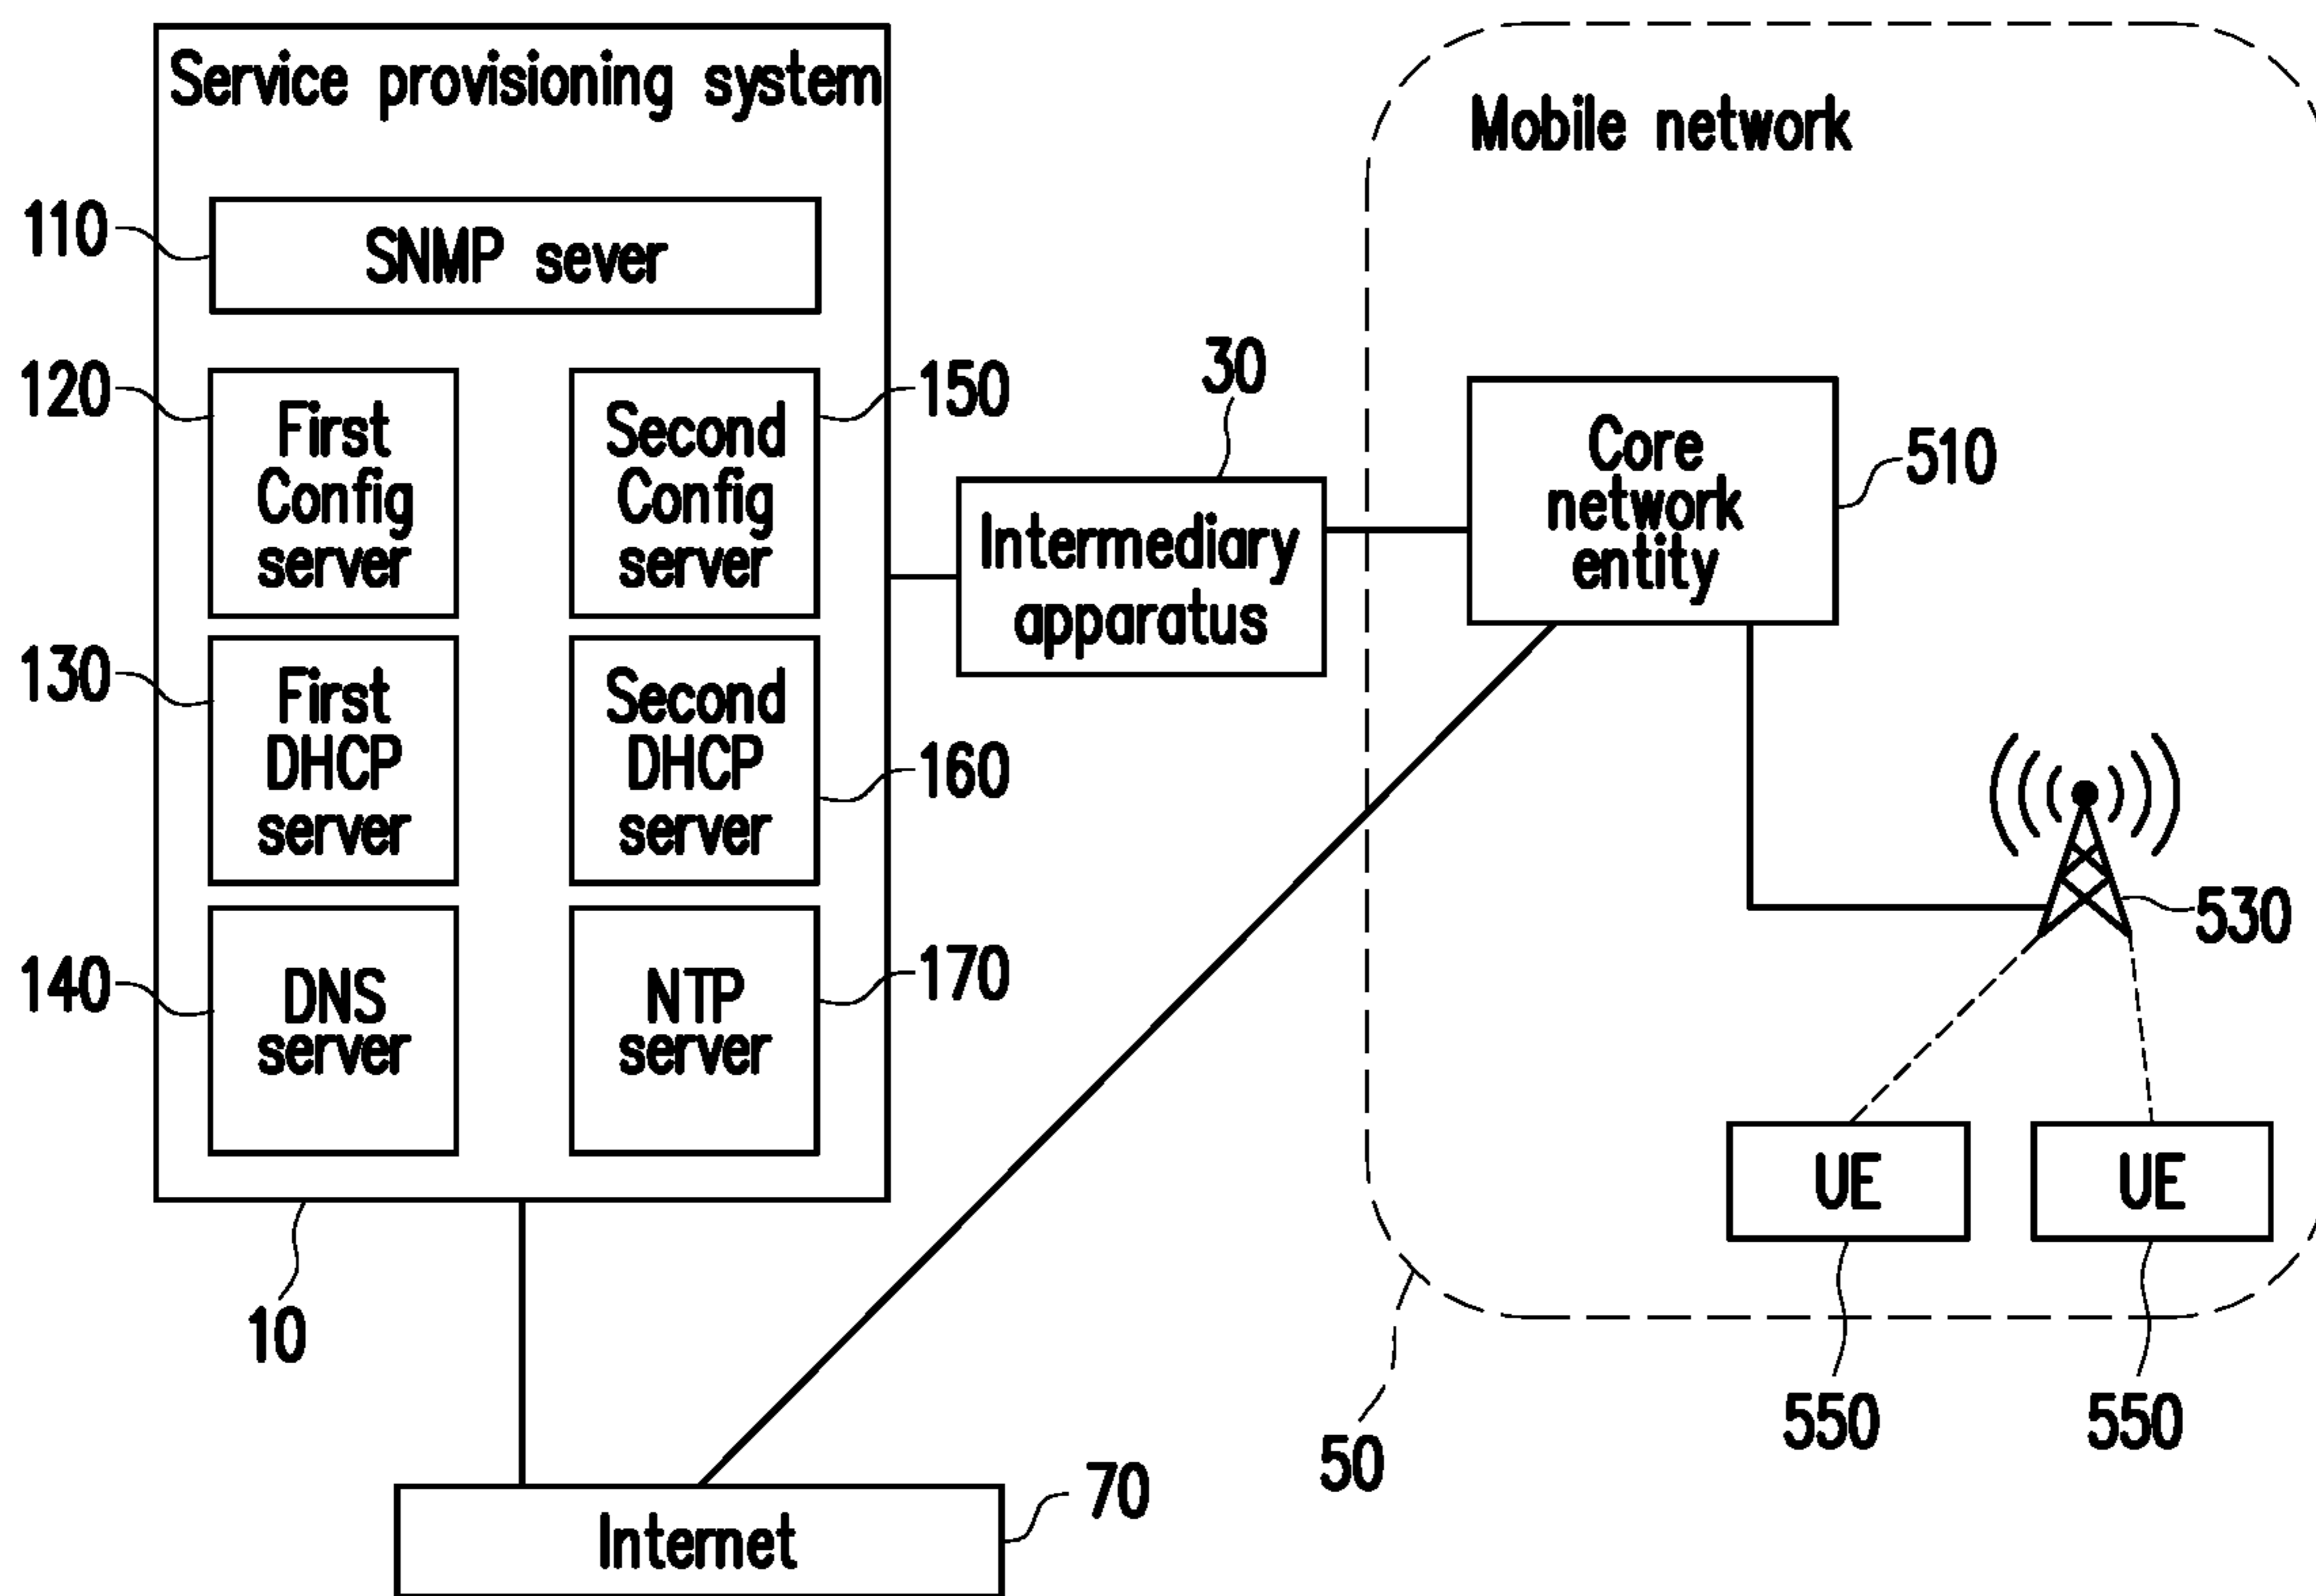 Service provisioning system
Mobile network
110
SNMP sever
120
First
Config
server
Second
Config
server
150
30
Intermediary
apparatus
Core
network
entity
510
130
First
DHCP
server
Second
DHCP
server
160
530
140
DNS
server
NTP
server
170
UE
UE
10
50
550
550
70
Internet